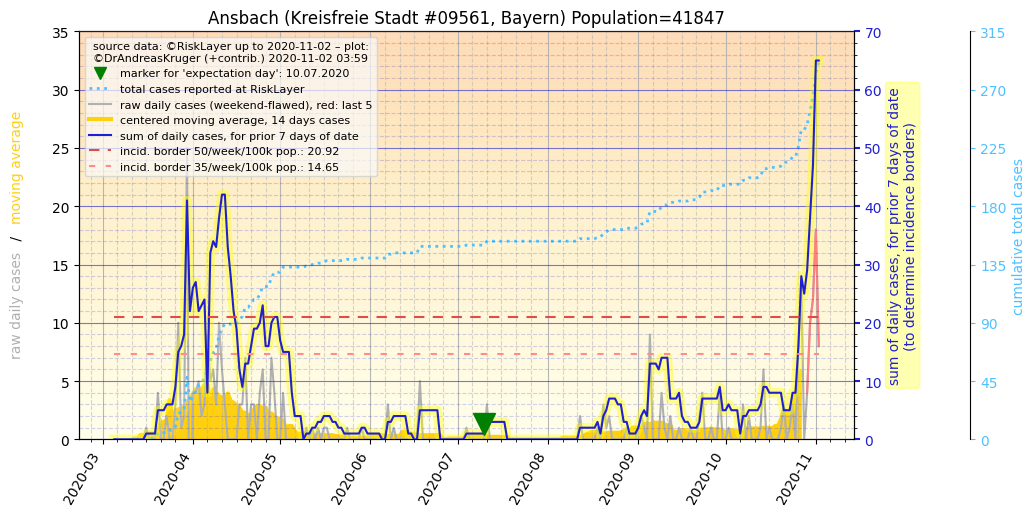 Ansbach (Kreisfreie Stadt #09561, Bayern) Population=41847
source data: ©RiskLayer up to 2020-11-02 – plot:
©DrAndreasKruger (+contrib.) 2020-11-02 03:59
marker for 'expectation day': 10.07.2020
total cases reported at RiskLayer
raw daily cases (weekend-flawed), red: last 5
centered moving average, 14 days cases
sum of daily cases, for prior 7 days of date
incid. border 50/week/100k pop.: 20.92
incid. border 35/week/100k pop.: 14.65
raw daily cases / moving average
35
30
25
20
15
10
5
0
2020-03
2020-04
2020-05
2020-06
2020-07
2020-08
2020-09
2020-10
2020-11
70
60
50
40
30
20
10
0
sum of daily cases, for prior 7 days of date
(to determine incidence borders)
315
270
225
180
135
90
45
0
cumulative total cases